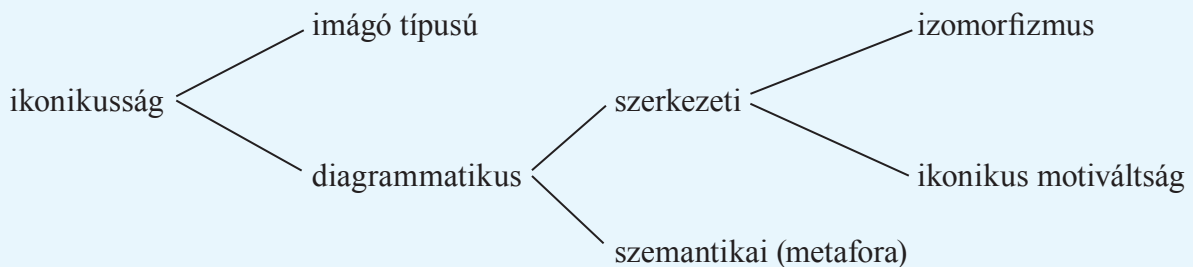 imágó típusú
izomorfizmus
ikonikusság
szerkezeti
diagrammatikus
ikonikus motiváltság
szemantikai (metafora)